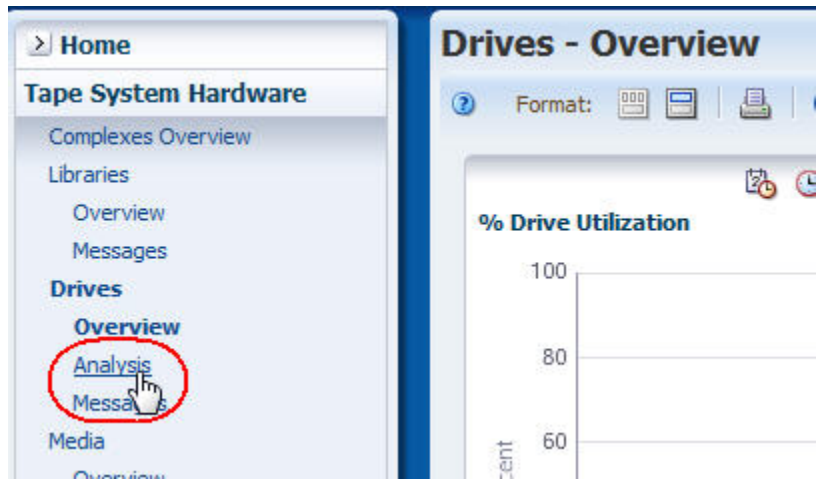 Home
Tape System Hardware
Complexes Overview
Libraries
Overview
Messages
Drives
Overview
Analysis
Media
Drives - Overview
Format:
% Drive Utilization
100
80
60